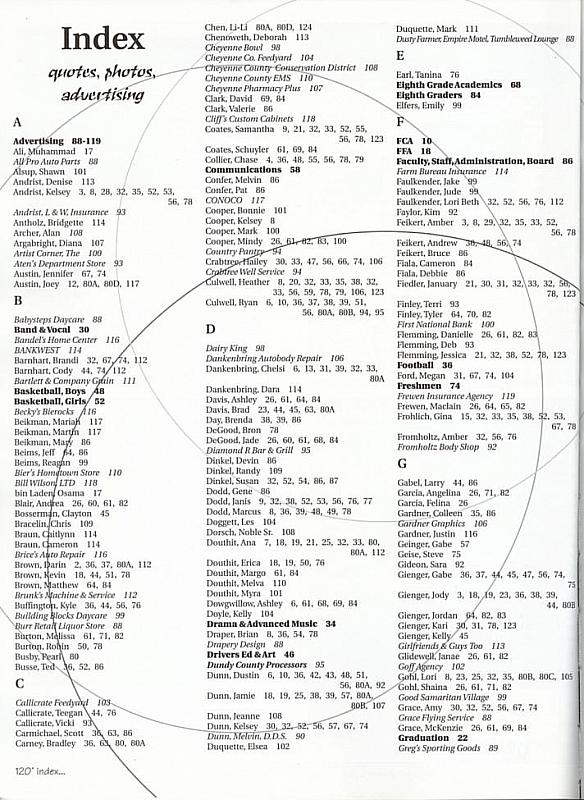 Index
quotes, photos,
advertising
A
Advertising 88-119
Ali, Muhammad 17
All Pro Auto Parts 88
Alsup, Shawn 101
Andrist, Denise 113
Andrist, Kelsey 3, 8, 28, 32, 35, 52, 53,
56, 78
Andrist, L & W. Insurance 93
Antholz, Bridgette 114
Archer, Alan 108
Argabright, Diana 107
Artist Corner, The 100
Aten's Department Store 93
Austin, Jennifer 67, 74
Austin, Joey 12, 80A, 80D, 117
B
Babysteps Daycare 88
Band & Vocal 30
Bandel's Home Center 116
BANKWEST 114
Barnhart, Brandi 32, 67, 74, 112
Barnhart, Cody 44, 74, 112
Bartlett & Company Grain 111
Basketball, Boys 48
Basketball, Girls 52
Becky's Bierocks 116
Beikman, Mariah 117
Beikman, Martin 117
Beikman, Mary 86
Beims, Jeff 64, 86
Beims, Reagan 99
Bier's Hometown Store 110
Bill Wilson, LTD 118
bin Laden, Osama 17
Blair, Andrea 26, 60, 61, 82
Bosserman, Clayton 45
Bracelin, Chris 109
Braun, Caitlynn 114
Braun, Cameron 114
Brice's Auto Repair 116
Brown, Darin 2, 36, 37, 80A, 112
Brown, Kevin 18, 44, 51, 78
Brown, Matthew 64, 84
Brunk's Machine & Service 112
Buffington, Kyle 36, 44, 56, 76
Building Blocks Daycare 99
Burr Retail Liquor Store 88
Burton, Melissa 61, 71, 82
Burton, Robin 50, 78
Busby, Pearl 80
Busse, Ted 36, 52, 86
C
Callicrate Feedyard 103
Callicrate, Teegan 44, 76
Callicrate, Vicki 93
Carmichael, Scott 36, 63, 86
Carney, Bradley 36, 63, 80, 80A
120* index...
Chen, Li-Li 80A, 80D, 124
Chenoweth, Deborah 113
Cheyenne Bowl 98
Cheyenne Co. Feedyard 104
Cheyenne County Conservation District 108
Cheyenne County EMS 110
Cheyenne Pharmacy Plus 107
Clark, David 69, 84
Clark, Valerie 86
Cliff's Custom Cabinets 118
Coates, Samantha 9, 21, 32, 33, 52, 55,
56, 78, 123
Coates, Schuyler 61, 69, 84
Collier, Chase 4, 36, 48, 55, 56, 78, 79
Communications 58
Confer, Melvin 86
Confer, Pat 86
CONOCO 117
Cooper, Bonnie 101
Cooper, Kelsey 8
Cooper, Mark 100
Cooper, Mindy 26, 61, 82, 83, 100
Country Pantry 94
Crabtree, Hailey 30, 33, 47, 56, 66, 74, 106
Crabtree Well Service 94
Culwell, Heather 8, 20, 32, 33, 35, 38, 32,
33, 56, 59, 78, 79, 106, 123
Culwell, Ryan 6, 10, 36, 37, 38, 39, 51,
56, 80A, 80B, 94, 95
D
Dairy King 98
Dankenbring Autobody Repair 106
Dankenbring, Chelsi 6, 13, 31, 39, 32, 33,
80A
Dankenbring, Dara 114
Davis, Ashley 26, 61, 64, 84
Davis, Brad 23, 44, 45, 63, 80A
Day, Brenda 38, 39, 86
DeGood, Bron 78
DeGood, Jade 26, 60, 61, 68, 84
Diamond R Bar & Grill 95
Dinkel, Devin 86
Dinkel, Randy 109
Dinkel, Susan 32, 52, 54, 86, 87
Dodd, Gene 86
Dodd, Janis 9, 32, 38, 52, 53, 56, 76, 77
Dodd, Marcus 8, 36, 39, 48, 49, 78
Doggett, Les 104
Dorsch, Noble Sr. 108
Douthit, Ana 7, 18, 19, 21, 25, 32, 33, 80,
80A, 112
Douthit, Erica 18, 19, 50, 76
Douthit, Margo 61, 84
Douthit, Melva 110
Douthit, Myra 101
Dowgwillow, Ashley 6, 61, 68, 69, 84
Doyle, Kelly 104
Drama & Advanced Music 34
Draper, Brian 8, 36, 54, 78
Drapery Design 88
Drivers Ed & Art 46
Dundy County Processors 95
Dunn, Dustin 6, 10, 36, 42, 43, 48, 51,
56, 80A, 92
Dunn, Jamie 18, 19, 25, 38, 39, 57, 80A,
80B, 107
Dunn, Jeanne 108
Dunn, Kelsey 30, 32, 52, 56, 57, 67, 74
Dunn, Melvin, D.D.S. 90
Duquette, Elsea 102
Duquette, Mark 111
Dusty Farmer, Empire Motel, Tumbleweed Lounge 88
E
Earl, Tanina 76
Eighth Grade Academics 68
Eighth Graders 84
Elfers, Emily 99
F
FCA 10
FFA 18
Faculty, Staff, Administration, Board 86
Farm Bureau Insurance 114
Faulkender, Jake 99
Faulkender, Jude 99
Faulkender, Lori Beth 32, 52, 56, 76, 112
Faylor, Kim 92
Feikert, Amber 3, 8, 29, 32, 35, 33, 52,
56, 78
Feikert, Andrew 36, 48, 56, 74
Feikert, Bruce 86
Fiala, Cameron 84
Fiala, Debbie 86
Fiedler, January 21, 30, 31, 32, 33, 32, 56,
78, 123
Finley, Terri 93
Finley, Tyler 64, 70, 82
First National Bank 100
Flemming, Danielle 26, 61, 82, 83
Flemming, Deb 93
Flemming, Jessica 21, 32, 38, 52, 78, 123
Football 36
Ford, Megan 31, 67, 74, 104
Freshmen 74
Frewen Insurance Agency 119
Frewen, Maclain 26, 64, 65, 82
Frohlich, Gina 15, 32, 33, 35, 38, 52, 53,
67, 78
Fromholtz, Amber 32, 56, 76
Fromholtz Body Shop 92
G
Gabel, Larry 44, 86
Garcia, Angelina 26, 71, 82
Garcia, Felina 26
Gardner, Colleen 35, 86
Gardner Graphics 106
Gardner, Justin 116
Geinger, Gabe 57
Geise, Steve 75
Gideon, Sara 92
Gienger, Gabe 36, 37, 44, 45, 47, 56, 74,
75
Gienger, Jody 3, 18, 19, 23, 36, 38, 39,
44, 80B
Gienger, Jordan 64, 82, 83
Gienger, Kari 30, 31, 78, 123
Gienger, Kelly 45
Girlfriends & Guys Too 113
Glidewell, Janae 26, 61, 82
Goff Agency 102
Gohl, Lori 8, 23, 25, 32, 35, 80B, 80C, 105
Gohl, Shaina 26, 61, 71, 82
Good Samaritan Village 99
Grace, Amy 30, 32, 52, 56, 67, 74
Grace Flying Service 88
Grace, McKenzie 26, 61, 69, 84
Graduation 22
Greg's Sporting Goods 89